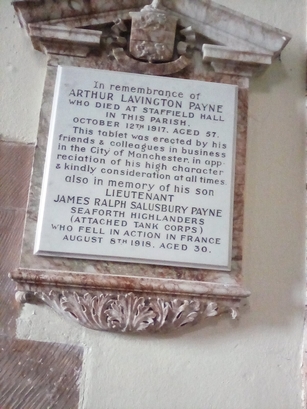 In remembrance of
ARTHUR LAVINGTON PAYNE
WHO DIED AT STAFFIELD HALL
IN THIS PARISH,
OCTOBER 12TH 1917, AGED 57.
This tablet was erected by his
friends & colleagues in business
in the City of Manchester, in app-
reciation of his high character
& kindly consideration at all times.
also in memory of his son
LIEUTENANT
JAMES RALPH SALUSBURY PAYNE
SEAFORTH HIGHLANDERS
(ATTACHED TANK CORPS)
WHO FELL IN ACTION IN FRANCE
AUGUST 8TH 1918, AGED 30.